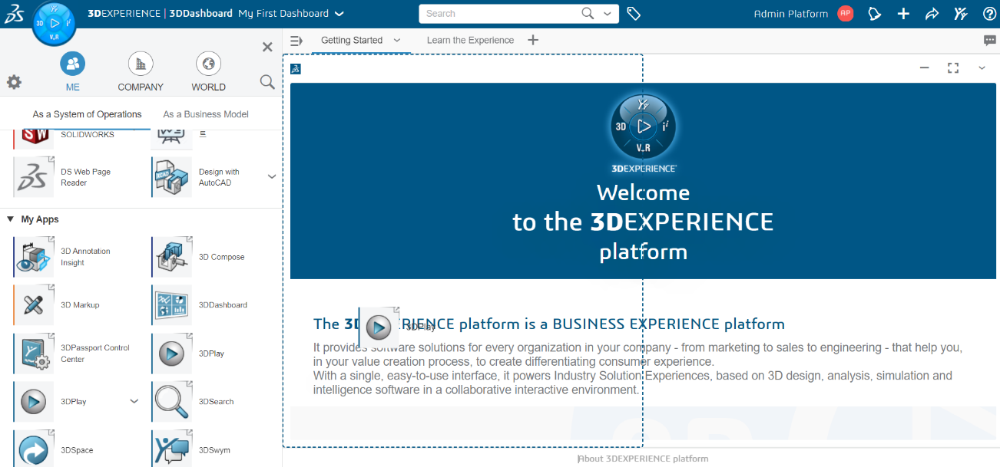 3DEXPERIENCE | 3DDashboard My First Dashboard
Search
Admin Platform
AP
3D
V.R
ME
COMPANY
WORLD
As a System of Operations
As a Business Model
SW
SOLIDWORKS
DS Web Page
Reader
Design with
AutoCAD
My Apps
3D Annotation
Insight
3D Compose
3D Markup
3DDashboard
3DPassport Control
Center
3DPlay
3DPlay
3DSearch
3DSpace
3DSwym
Getting Started
Learn the Experience
3D
V.R
3DEXPERIENCE
Welcome
to the 3DEXPERIENCE
platform
The 3D RIENCE platform is a BUSINESS EXPERIENCE platform
3DPlay
It provides software solutions for every organization in your company - from marketing to sales to engineering - that help you,
in your value creation process, to create differentiating consumer experience.
With a single, easy-to-use interface, it powers Industry Solution Experiences, based on 3D design, analysis, simulation and
intelligence software in a collaborative interactive environment.
About 3DEXPERIENCE platform